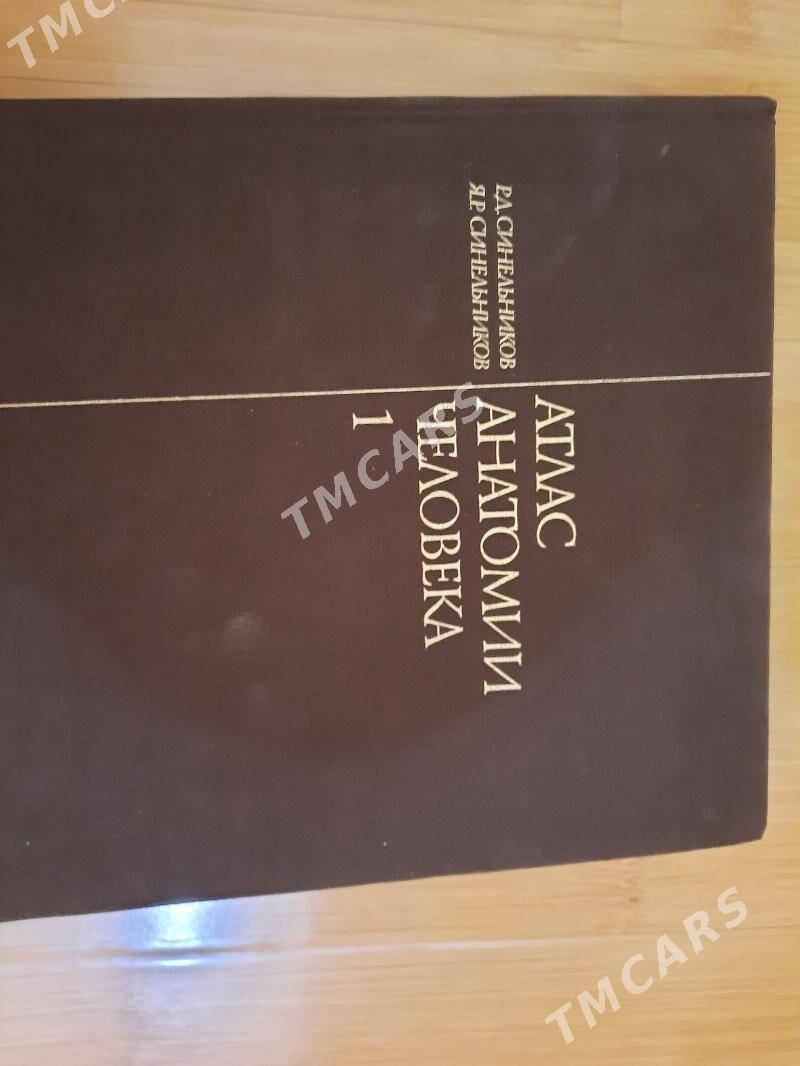 Р.Д. СИНЕЛЬНИКОВ
Я.Р. СИНЕЛЬНИКОВ
АТЛАС
АНАТОМИИ
ЧЕЛОВЕКА
1
TMCARS
TMCARS
TMCARS